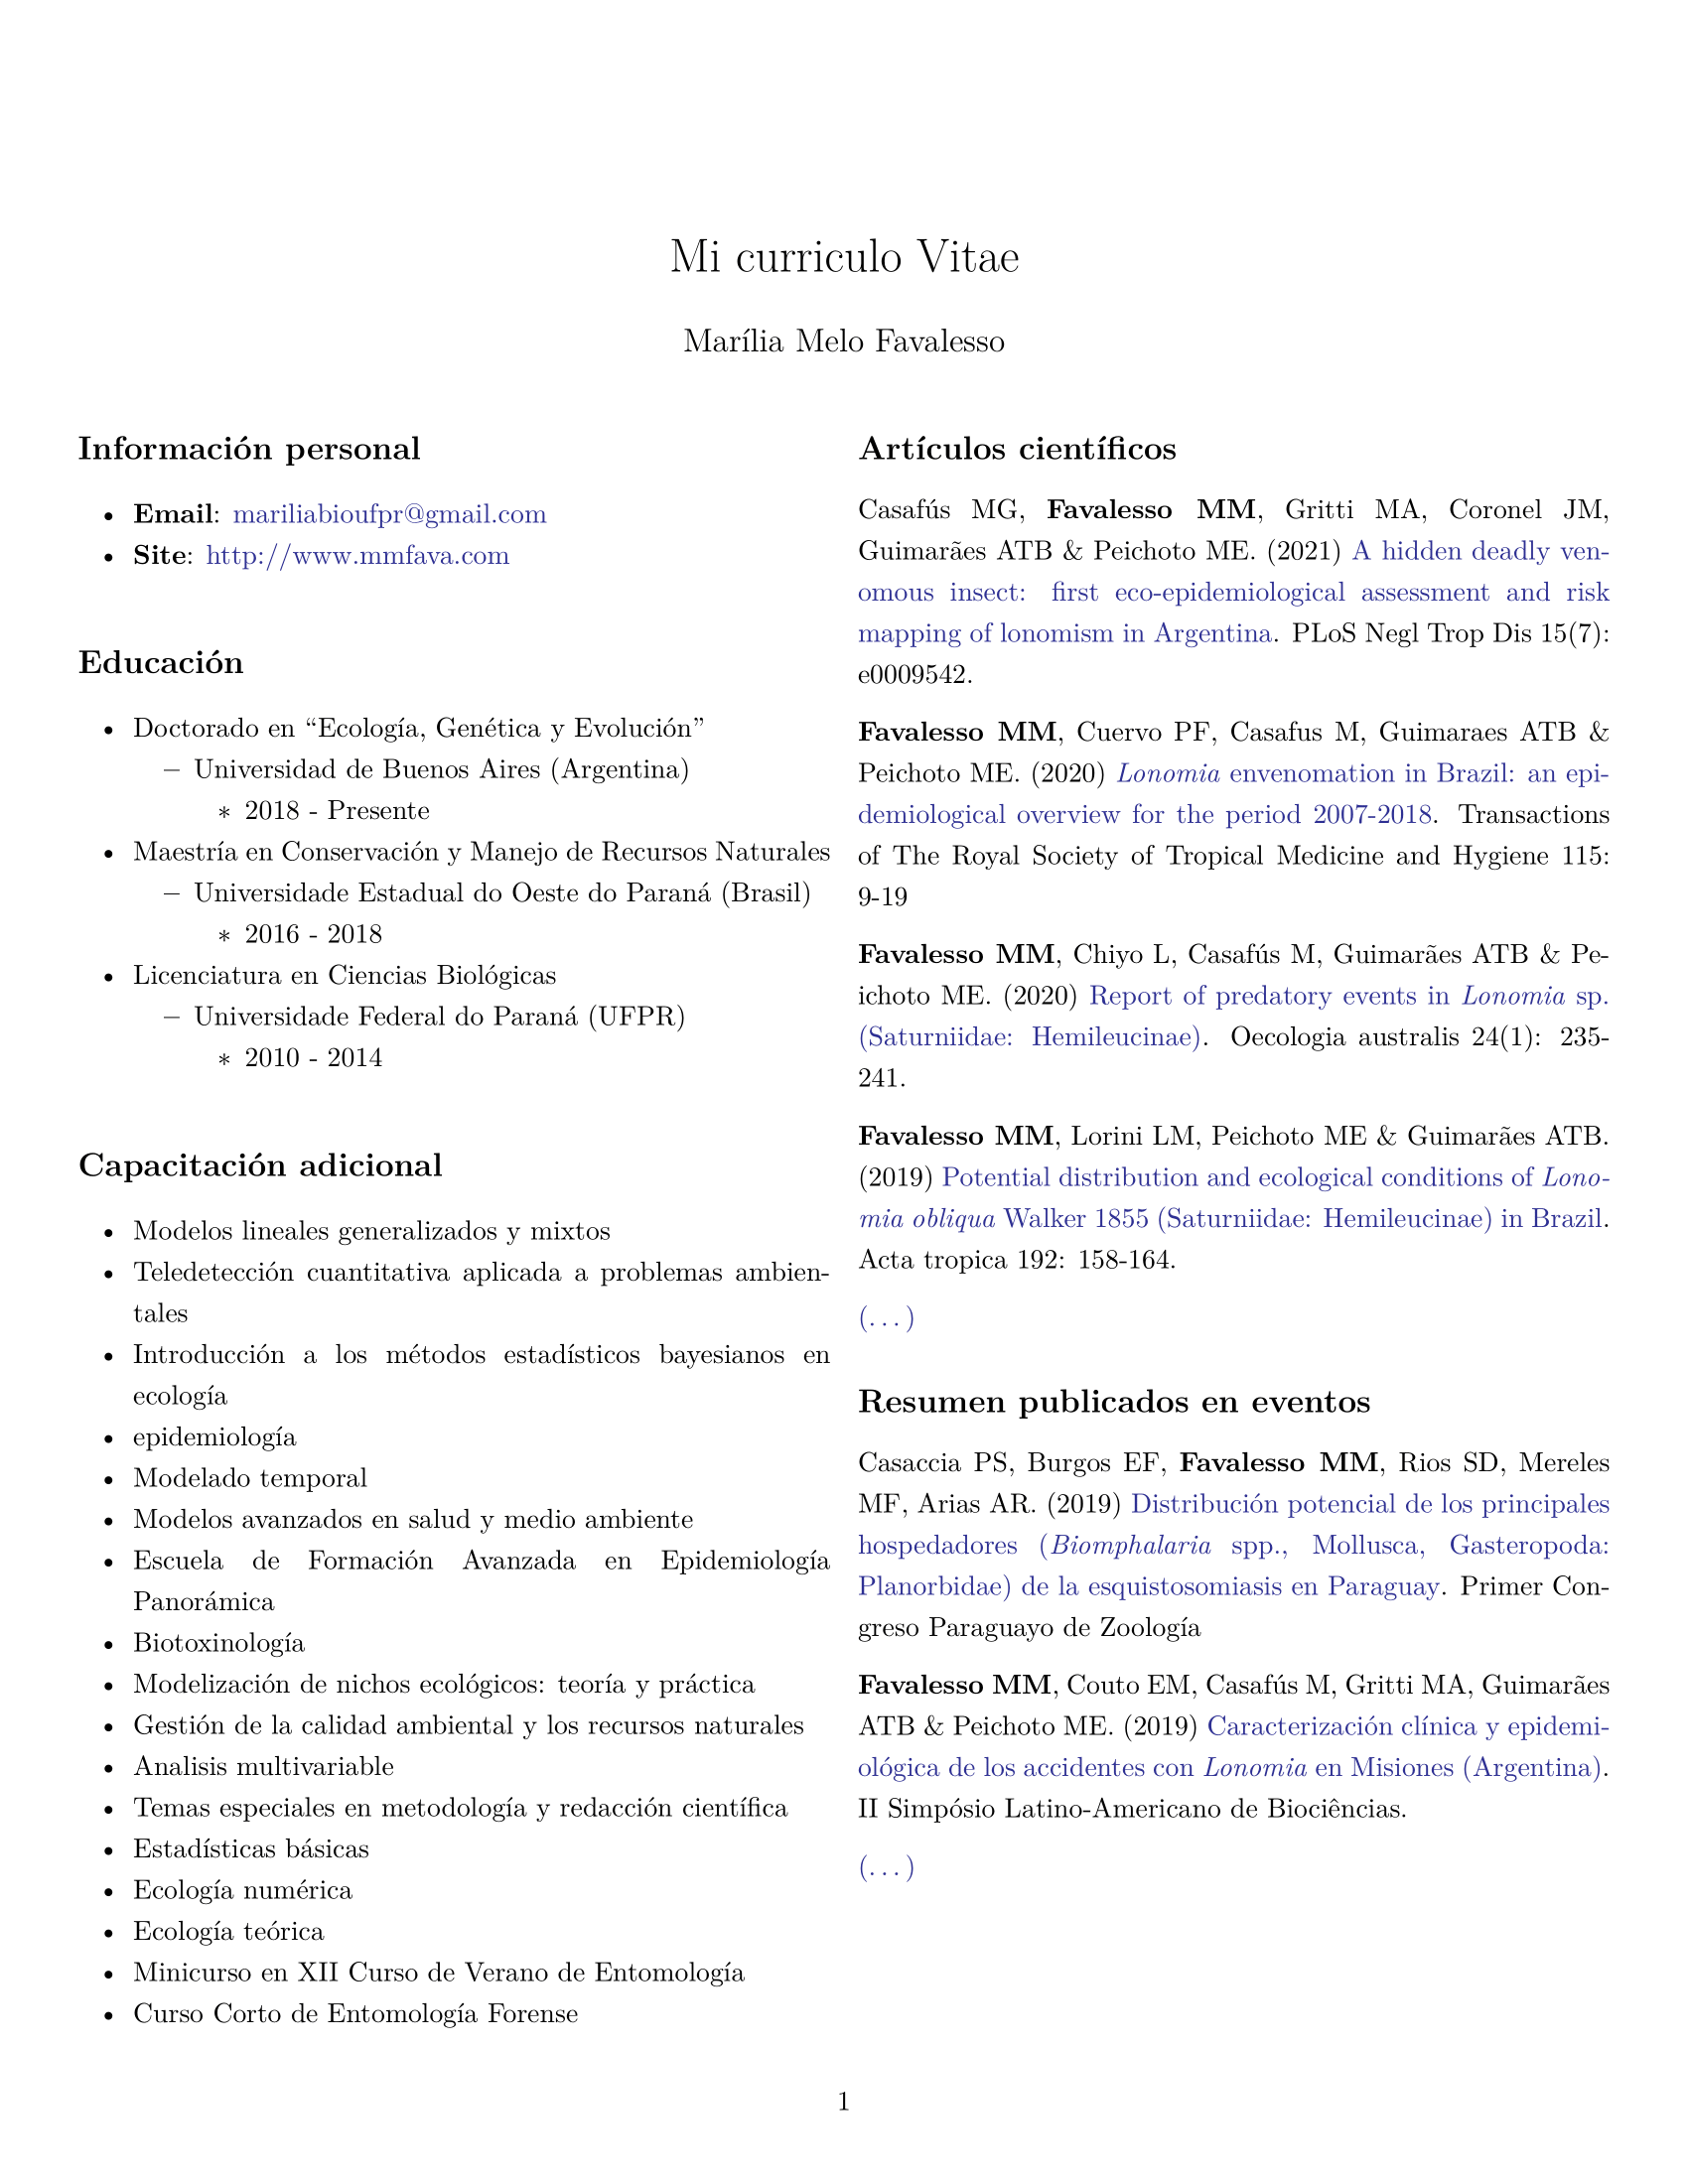 Mi curriculo Vitae
Marília Melo Favalesso
Información personal
• Email: mariliabioufpr@gmail.com
• Site: http://www.mmfava.com
Educación
• Doctorado en “Ecología, Genética y Evolución”
– Universidad de Buenos Aires (Argentina)
∗ 2018 - Presente
• Maestría en Conservación y Manejo de Recursos Naturales
– Universidade Estadual do Oeste do Paraná (Brasil)
∗ 2016 - 2018
• Licenciatura en Ciencias Biológicas
– Universidade Federal do Paraná (UFPR)
∗ 2010 - 2014
Capacitación adicional
• Modelos lineales generalizados y mixtos
• Teledetección cuantitativa aplicada a problemas ambien-
tales
• Introducción a los métodos estadísticos bayesianos en
ecología
• epidemiología
• Modelado temporal
• Modelos avanzados en salud y medio ambiente
• Escuela de Formación Avanzada en Epidemiología
Panorámica
• Biotoxinología
• Modelización de nichos ecológicos: teoría y práctica
• Gestión de la calidad ambiental y los recursos naturales
• Analisis multivariable
• Temas especiales en metodología y redacción científica
• Estadísticas básicas
• Ecología numérica
• Ecología teórica
• Minicurso en XII Curso de Verano de Entomología
• Curso Corto de Entomología Forense
Artículos científicos
Casafús MG, Favalesso MM, Gritti MA, Coronel JM,
Guimarães ATB & Peichoto ME. (2021) A hidden deadly ven-
omous insect: first eco-epidemiological assessment and risk
mapping of lonomism in Argentina. PLoS Negl Trop Dis 15(7):
e0009542.
Favalesso MM, Cuervo PF, Casafus M, Guimaraes ATB &
Peichoto ME. (2020) Lonomia envenomation in Brazil: an epi-
demiological overview for the period 2007-2018. Transactions
of The Royal Society of Tropical Medicine and Hygiene 115:
9-19
Favalesso MM, Chiyo L, Casafús M, Guimarães ATB & Pe-
ichoto ME. (2020) Report of predatory events in Lonomia sp.
(Saturniidae: Hemileucinae). Oecologia australis 24(1): 235-
241.
Favalesso MM, Lorini LM, Peichoto ME & Guimarães ATB.
(2019) Potential distribution and ecological conditions of Lono-
mia obliqua Walker 1855 (Saturniidae: Hemileucinae) in Brazil.
Acta tropica 192: 158-164.
(. . . )
Resumen publicados en eventos
Casaccia PS, Burgos EF, Favalesso MM, Rios SD, Mereles
MF, Arias AR. (2019) Distribución potencial de los principales
hospedadores (Biomphalaria spp., Mollusca, Gasteropoda:
Planorbidae) de la esquistosomiasis en Paraguay. Primer Con-
greso Paraguayo de Zoología
Favalesso MM, Couto EM, Casafús M, Gritti MA, Guimarães
ATB & Peichoto ME. (2019) Caracterización clínica y epidemi-
ológica de los accidentes con Lonomia en Misiones (Argentina).
II Simpósio Latino-Americano de Biociências.
(. . . )
1